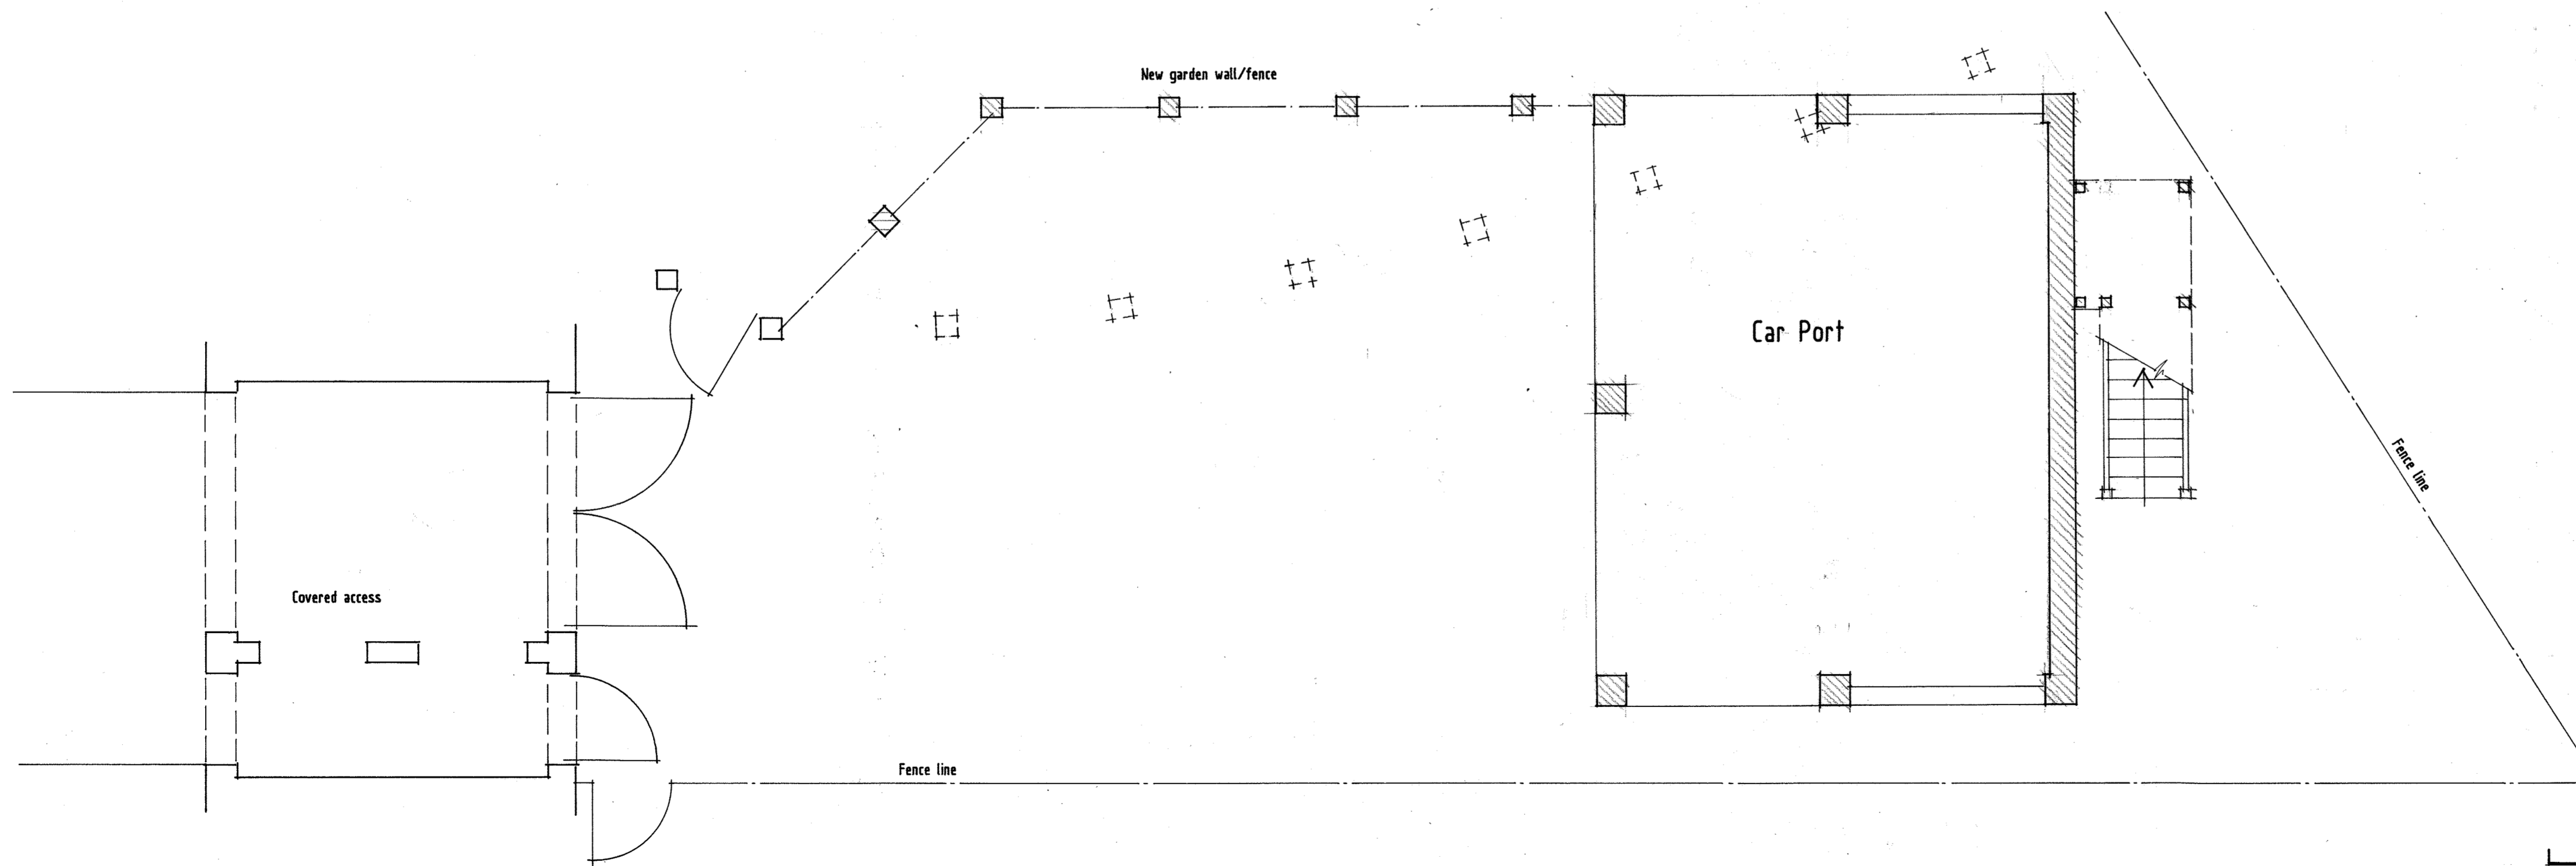 New garden wall/fence
Car Port
Fence line
Covered access
Fence line